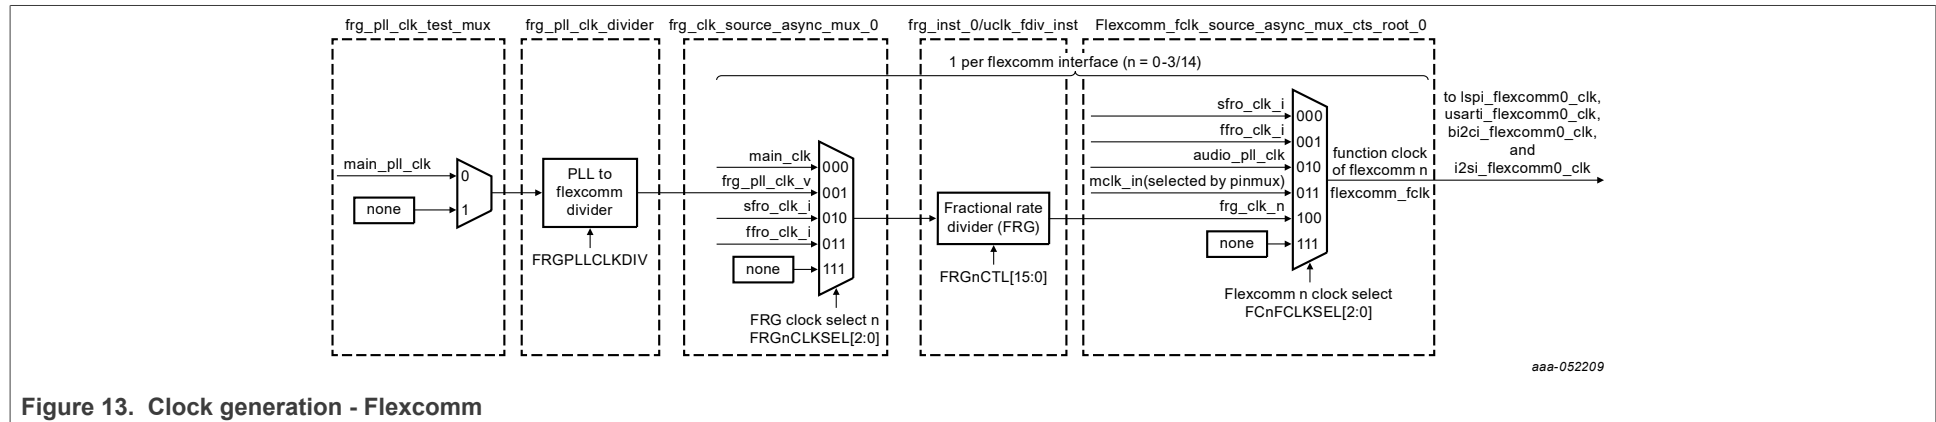 frg_pll_clk_test_mux
frg_pll_clk_divider
frg_clk_source_async_mux_0
frg_inst_0/uclk_fdiv_inst
Flexcomm_fclk_source_async_mux_cts_root_0
1 per flexcomm interface (n = 0-3/14)
main_pll_clk
0
none
1
PLL to
flexcomm
divider
FRGPLLCLKDIV
main_clk
000
frg_pll_clk_v
001
sfro_clk_i
010
ffro_clk_i
011
none
111
FRG clock select n
FRGnCLKSEL[2:0]
Fractional rate
divider (FRG)
FRGnCTL[15:0]
sfro_clk_i
000
ffro_clk_i
001
audio_pll_clk
010
mclk_in(selected by pinmux)
011
frg_clk_n
100
none
111
Flexcomm n clock select
FCnFCLKSEL[2:0]
function clock
of flexcomm n
flexcomm_fclk
to lspi_flexcomm0_clk,
usarti_flexcomm0_clk,
bi2ci_flexcomm0_clk,
and
i2si_flexcomm0_clk
aaa-052209
Figure 13. Clock generation - Flexcomm